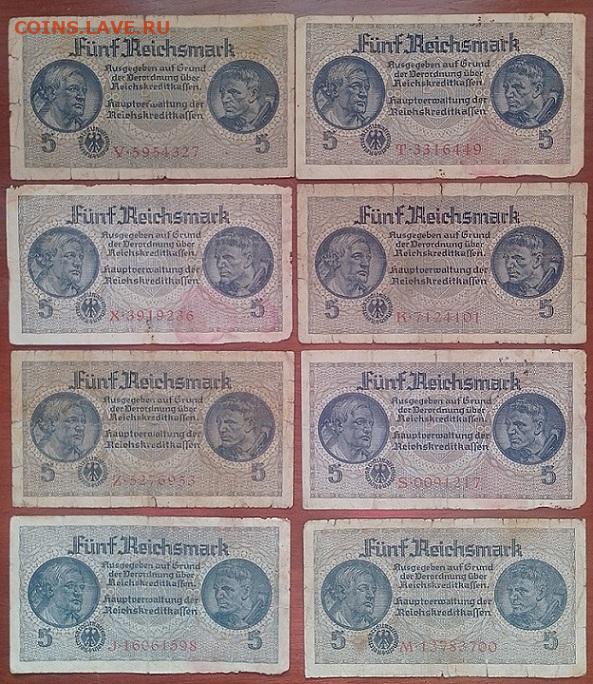 COINS.LAVE.RU
Fünf Reichsmark
Ausgegeben auf Grund
der Verordnung über
Reichskreditkassen.
Hauptverwaltung der
Reichskreditkassen
5 5
V·5954327
Fünf Reichsmark
Ausgegeben auf Grund
der Verordnung über
Reichskreditkassen.
Hauptverwaltung der
Reichskreditkassen
5 5
T·3316449
Fünf Reichsmark
Ausgegeben auf Grund
der Verordnung über
Reichskreditkassen.
Hauptverwaltung der
Reichskreditkassen
5 5
X·3919236
Fünf Reichsmark
Ausgegeben auf Grund
der Verordnung über
Reichskreditkassen.
Hauptverwaltung der
Reichskreditkassen
5 5
K·7124101
Fünf Reichsmark
Ausgegeben auf Grund
der Verordnung über
Reichskreditkassen.
Hauptverwaltung der
Reichskreditkassen
5 5
Z·5276953
Fünf Reichsmark
Ausgegeben auf Grund
der Verordnung über
Reichskreditkassen.
Hauptverwaltung der
Reichskreditkassen
5 5
S·0091217
Fünf Reichsmark
Ausgegeben auf Grund
der Verordnung über
Reichskreditkassen.
Hauptverwaltung der
Reichskreditkassen
5 5
J·16061598
Fünf Reichsmark
Ausgegeben auf Grund
der Verordnung über
Reichskreditkassen.
Hauptverwaltung der
Reichskreditkassen
5 5
M·13783700